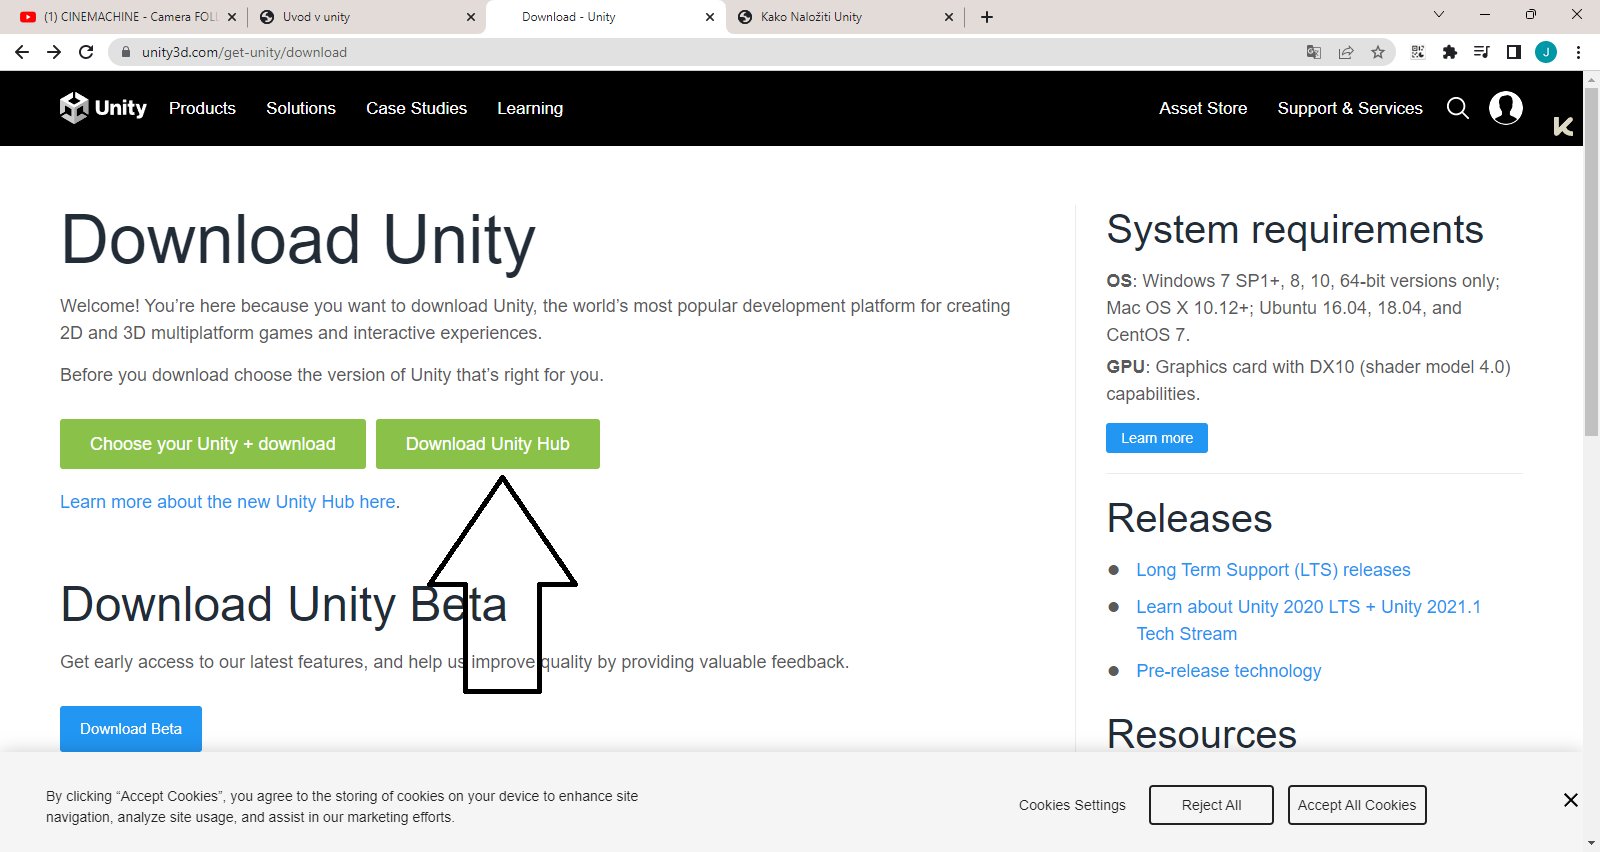 (1) CINEMACHINE - Camera FOL
Uvod v unity
Download - Unity
Kako Naložiti Unity
unity3d.com/get-unity/download
J
Unity
Products
Solutions
Case Studies
Learning
Asset Store
Support & Services
Download Unity
Welcome! You’re here because you want to download Unity, the world’s most popular development platform for creating
2D and 3D multiplatform games and interactive experiences.
Before you download choose the version of Unity that’s right for you.
Choose your Unity + download
Download Unity Hub
Learn more about the new Unity Hub here.
Download Unity Beta
Get early access to our latest features, and help us improve quality by providing valuable feedback.
Download Beta
System requirements
OS: Windows 7 SP1+, 8, 10, 64-bit versions only;
Mac OS X 10.12+; Ubuntu 16.04, 18.04, and
CentOS 7.
GPU: Graphics card with DX10 (shader model 4.0)
capabilities.
Learn more
Releases
Long Term Support (LTS) releases
Learn about Unity 2020 LTS + Unity 2021.1
Tech Stream
Pre-release technology
Resources
By clicking “Accept Cookies”, you agree to the storing of cookies on your device to enhance site
navigation, analyze site usage, and assist in our marketing efforts.
Cookies Settings
Reject All
Accept All Cookies